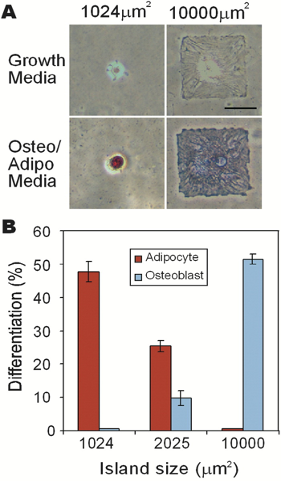 A 1024μm² 10000μm²
Growth
Media
Osteo/
Adipo
Media
B
60
50
40
30
20
10
0
Differentiation (%)
Adipocyte
Osteoblast
1024 2025 10000
Island size (μm²)